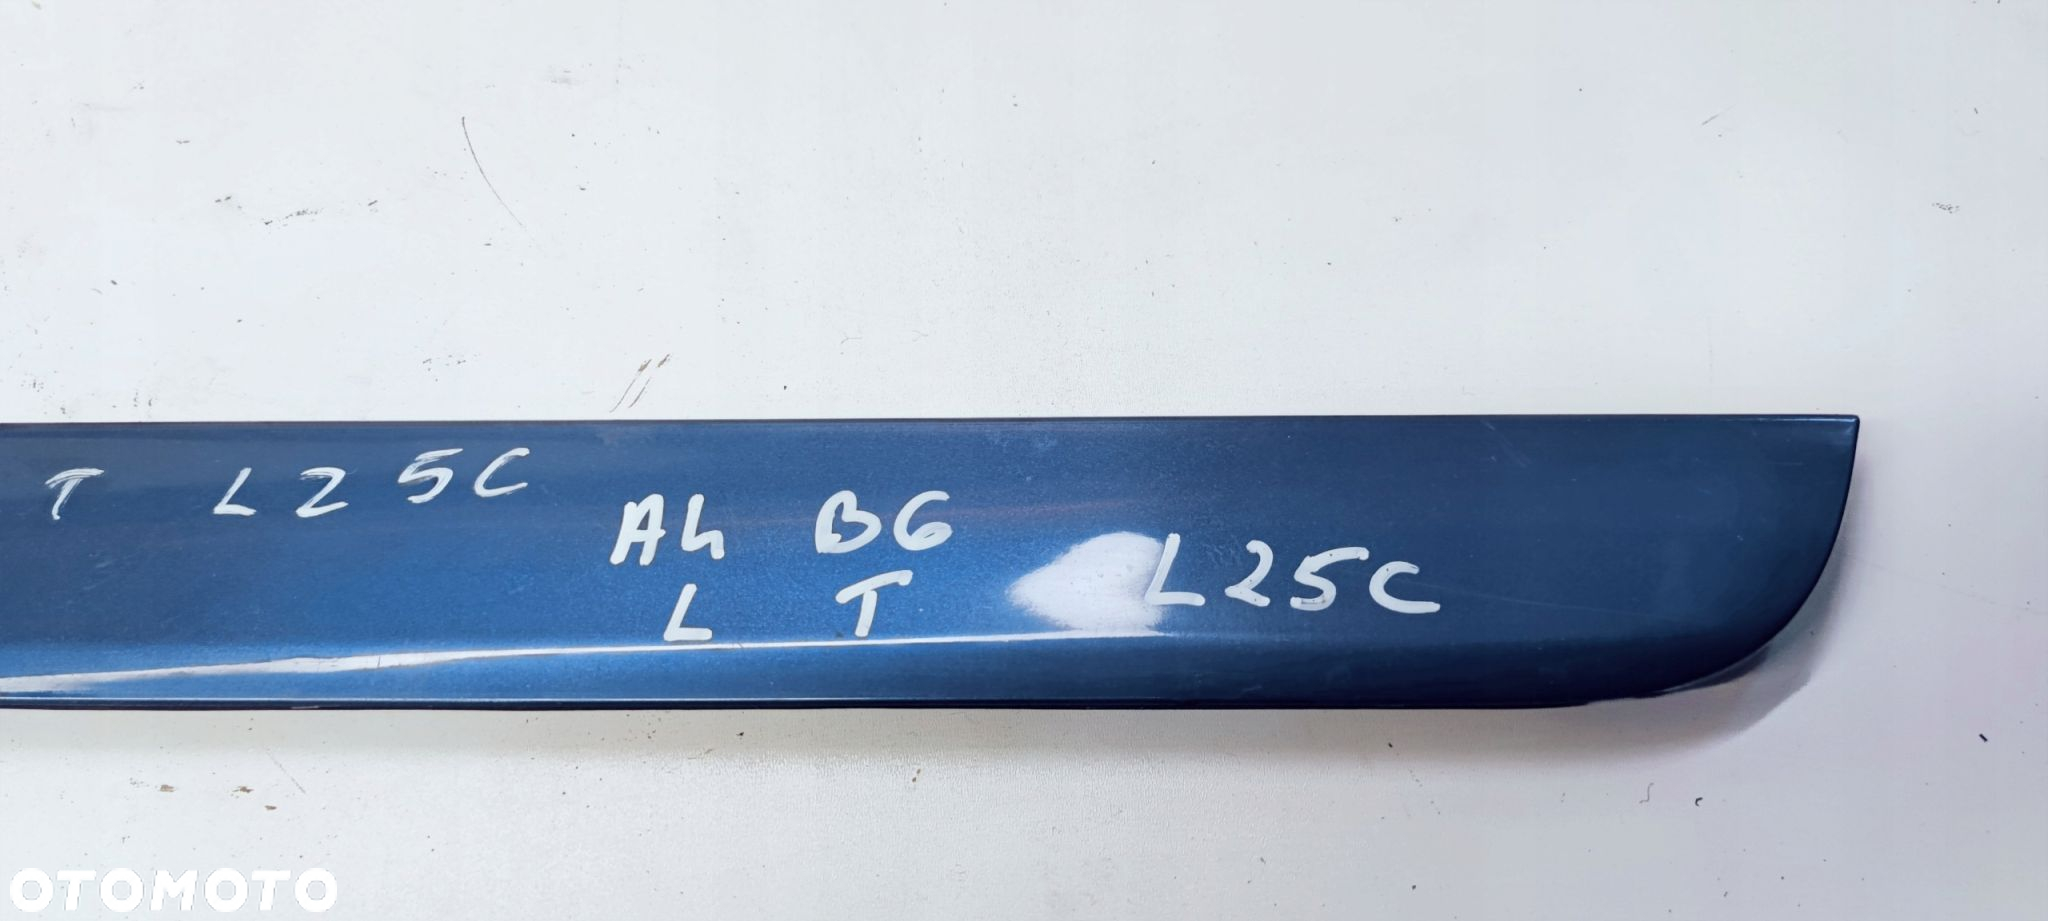 T L25C
A4 B6
L T L25C
OTOMOTO